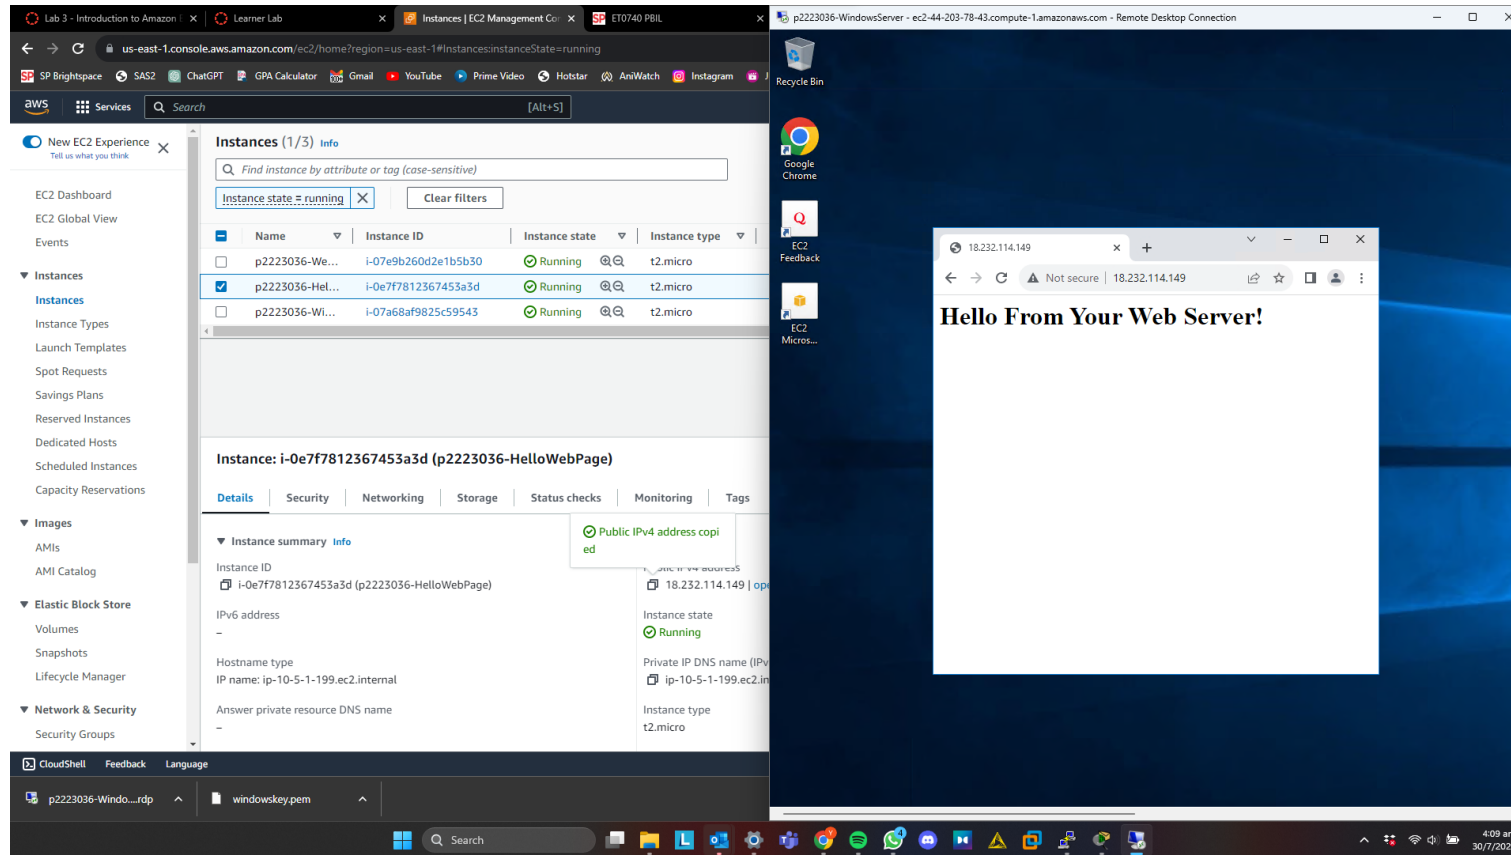 Lab 3 - Introduction to Amazon
Learner Lab
Instances | EC2 Management Con
SP ET0740 PBIL
us-east-1.console.aws.amazon.com/ec2/home?region=us-east-1#Instances:instanceState=running
SP SP Brightspace SAS2 ChatGPT GPA Calculator Gmail YouTube Prime Video Hotstar AniWatch Instagram
aws Services Search [Alt+S]
New EC2 Experience
Tell us what you think
EC2 Dashboard
EC2 Global View
Events
Instances
Instances
Instance Types
Launch Templates
Spot Requests
Savings Plans
Reserved Instances
Dedicated Hosts
Scheduled Instances
Capacity Reservations
Images
AMIs
AMI Catalog
Elastic Block Store
Volumes
Snapshots
Lifecycle Manager
Network & Security
Security Groups
Instances (1/3) Info
Find instance by attribute or tag (case-sensitive)
Instance state = running
Clear filters
Name Instance ID Instance state Instance type
p2223036-We... i-07e9b260d2e1b5b30 Running t2.micro
p2223036-Hel... i-0e7f7812367453a3d Running t2.micro
p2223036-Wi... i-07a68af9825c59543 Running t2.micro
Instance: i-0e7f7812367453a3d (p2223036-HelloWebPage)
Details Security Networking Storage Status checks Monitoring Tags
Public IPv4 address copi
ed
Instance summary Info
Instance ID
i-0e7f7812367453a3d (p2223036-HelloWebPage)
18.232.114.149 | ope
IPv6 address
–
Instance state
Running
Hostname type
IP name: ip-10-5-1-199.ec2.internal
Private IP DNS name (IPv
ip-10-5-1-199.ec2.in
Answer private resource DNS name
–
Instance type
t2.micro
CloudShell Feedback Language
p2223036-Windo....rdp
windowskey.pem
p2223036-WindowsServer - ec2-44-203-78-43.compute-1.amazonaws.com - Remote Desktop Connection
Recycle Bin
Google
Chrome
EC2
Feedback
EC2
Micros...
18.232.114.149
Not secure | 18.232.114.149
Hello From Your Web Server!
Search
4
4:09 am
30/7/202